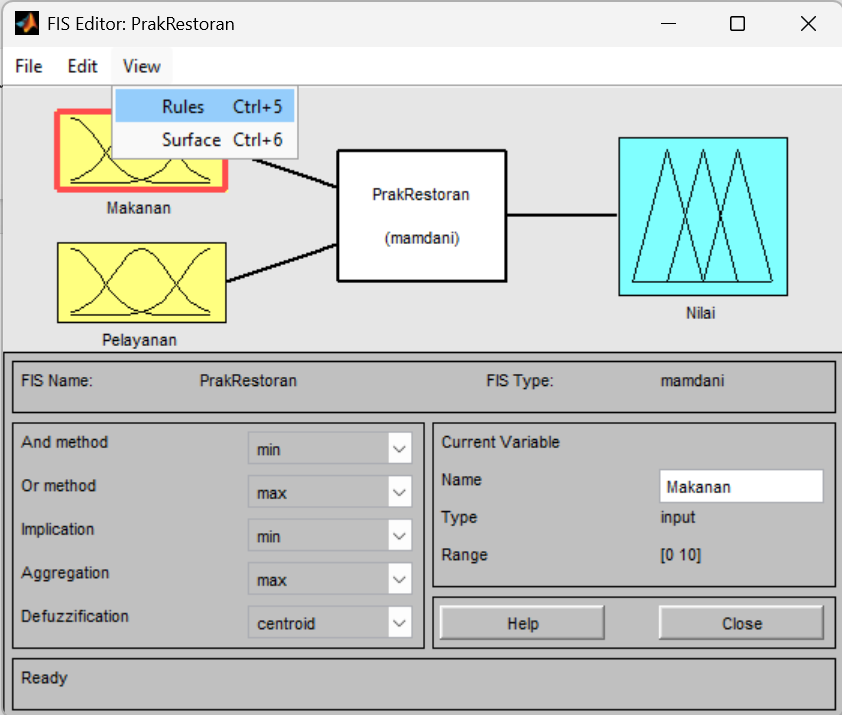 FIS Editor: PrakRestoran
File Edit View
Rules Ctrl+5
Surface Ctrl+6
Makanan
Pelayanan
PrakRestoran
(mamdani)
Nilai
FIS Name: PrakRestoran FIS Type: mamdani
And method min
Or method max
Implication min
Aggregation max
Defuzzification centroid
Current Variable
Name Makanan
Type input
Range [0 10]
Help Close
Ready